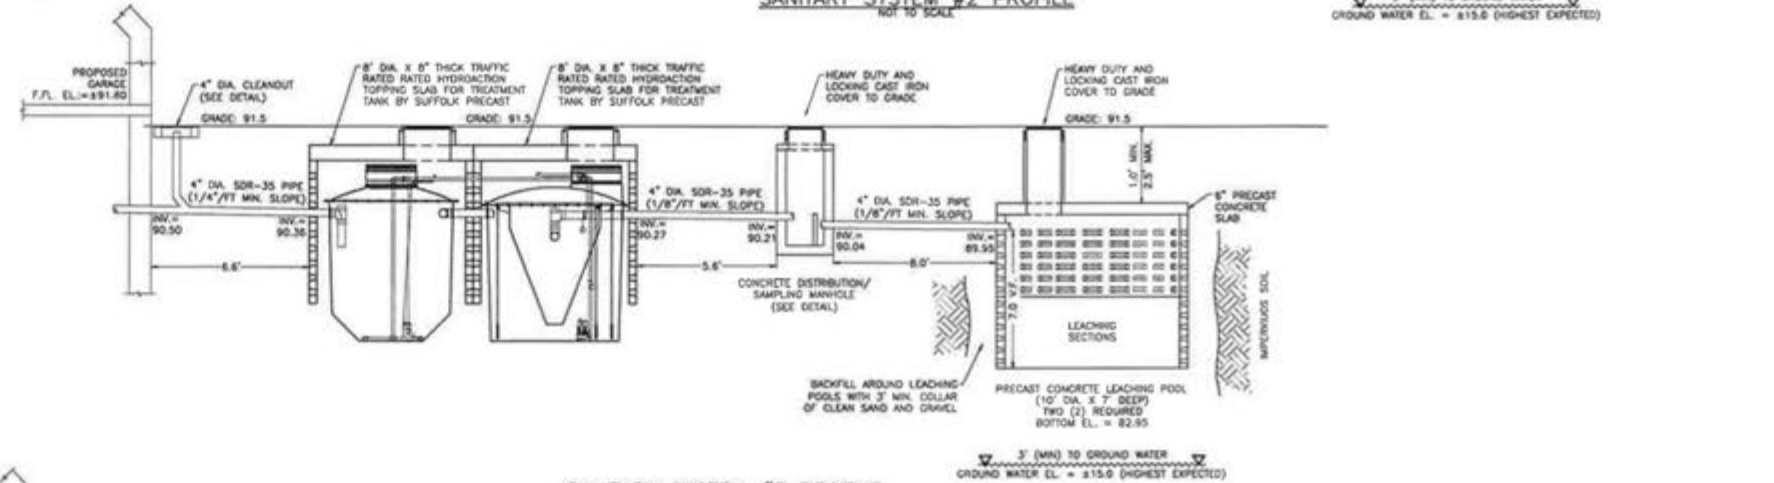 SANITARY SYSTEM #2 PROFILE
NOT TO SCALE
GROUND WATER EL. = ±15.0 (HIGHEST EXPECTED)
PROPOSED
GARAGE
F.FL. EL.=±91.60
4" DIA. CLEANOUT
(SEE DETAIL)
GRADE: 91.5
8' DIA. X 8" THICK TRAFFIC
RATED RATED HYDROACTION
TOPPING SLAB FOR TREATMENT
TANK BY SUFFOLK PRECAST
GRADE: 91.5
8' DIA. X 8" THICK TRAFFIC
RATED RATED HYDROACTION
TOPPING SLAB FOR TREATMENT
TANK BY SUFFOLK PRECAST
HEAVY DUTY AND
LOCKING CAST IRON
COVER TO GRADE
HEAVY DUTY AND
LOCKING CAST IRON
COVER TO GRADE
GRADE: 91.5
1.0' MIN.
2.5' MAX.
4" DIA. SDR-35 PIPE
(1/4"/FT MIN. SLOPE)
INV.=
90.50
INV.=
90.36
6.6'
4" DIA. SDR-35 PIPE
(1/8"/FT MIN. SLOPE)
INV.=
90.27
INV.=
90.21
5.6'
4" DIA. SDR-35 PIPE
(1/8"/FT MIN. SLOPE)
INV.=
90.04
INV.=
89.95
8.0'
6" PRECAST
CONCRETE
SLAB
CONCRETE DISTRIBUTION/
SAMPLING MANHOLE
(SEE DETAIL)
7.0 V.F.
LEACHING
SECTIONS
IMPERVIOUS SOIL
BACKFILL AROUND LEACHING
POOLS WITH 3' MIN. COLLAR
OF CLEAN SAND AND GRAVEL
PRECAST CONCRETE LEACHING POOL
(10' DIA. X 7' DEEP)
TWO (2) REQUIRED
BOTTOM EL. = 82.95
3' (MIN) TO GROUND WATER
GROUND WATER EL. = ±15.0 (HIGHEST EXPECTED)